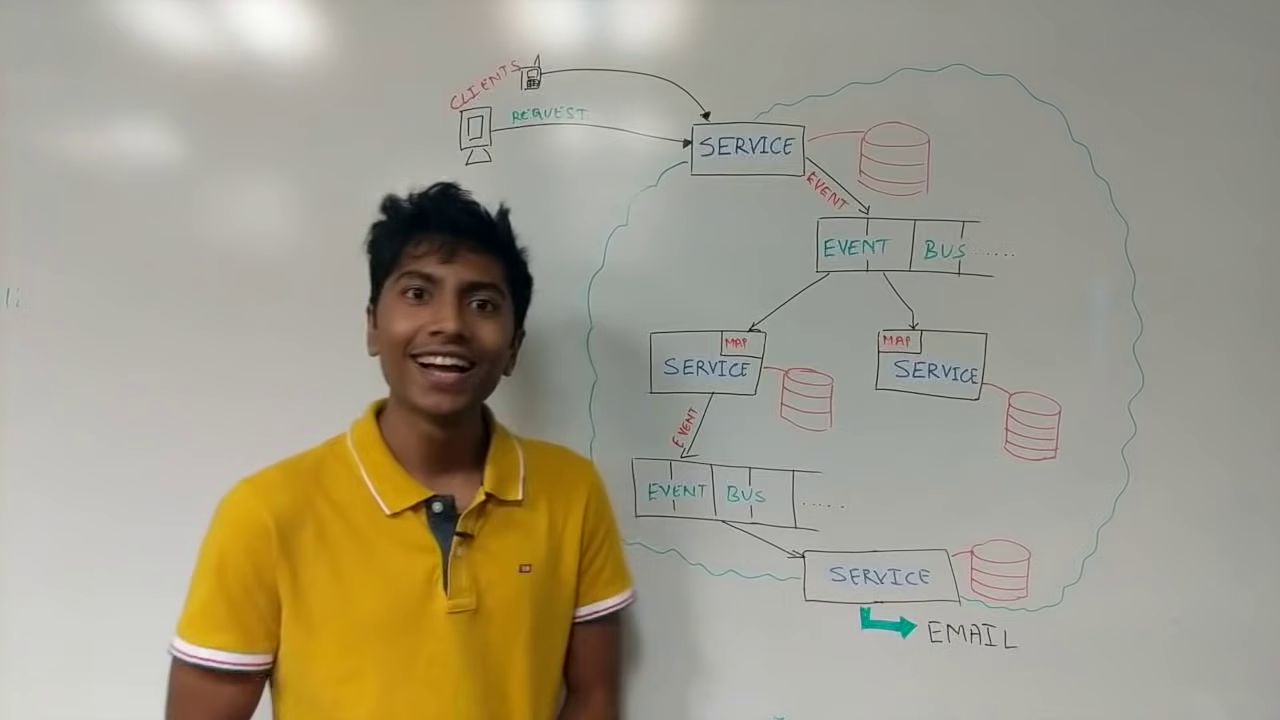 CLIENTS
REQUEST
SERVICE
EVENT
EVENT BUS ......
MAP
SERVICE
MAP
SERVICE
EVENT
EVENT BUS .....
SERVICE
EMAIL